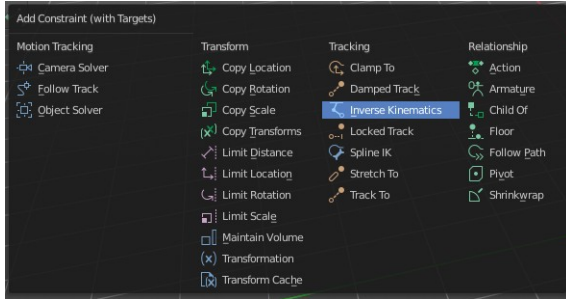 Add Constraint (with Targets)
Motion Tracking
Camera Solver
Follow Track
Object Solver
Transform
Copy Location
Copy Rotation
Copy Scale
Copy Transforms
Limit Distance
Limit Location
Limit Rotation
Limit Scale
Maintain Volume
Transformation
Transform Cache
Tracking
Clamp To
Damped Track
Inverse Kinematics
Locked Track
Spline IK
Stretch To
Track To
Relationship
Action
Armature
Child Of
Floor
Follow Path
Pivot
Shrinkwrap